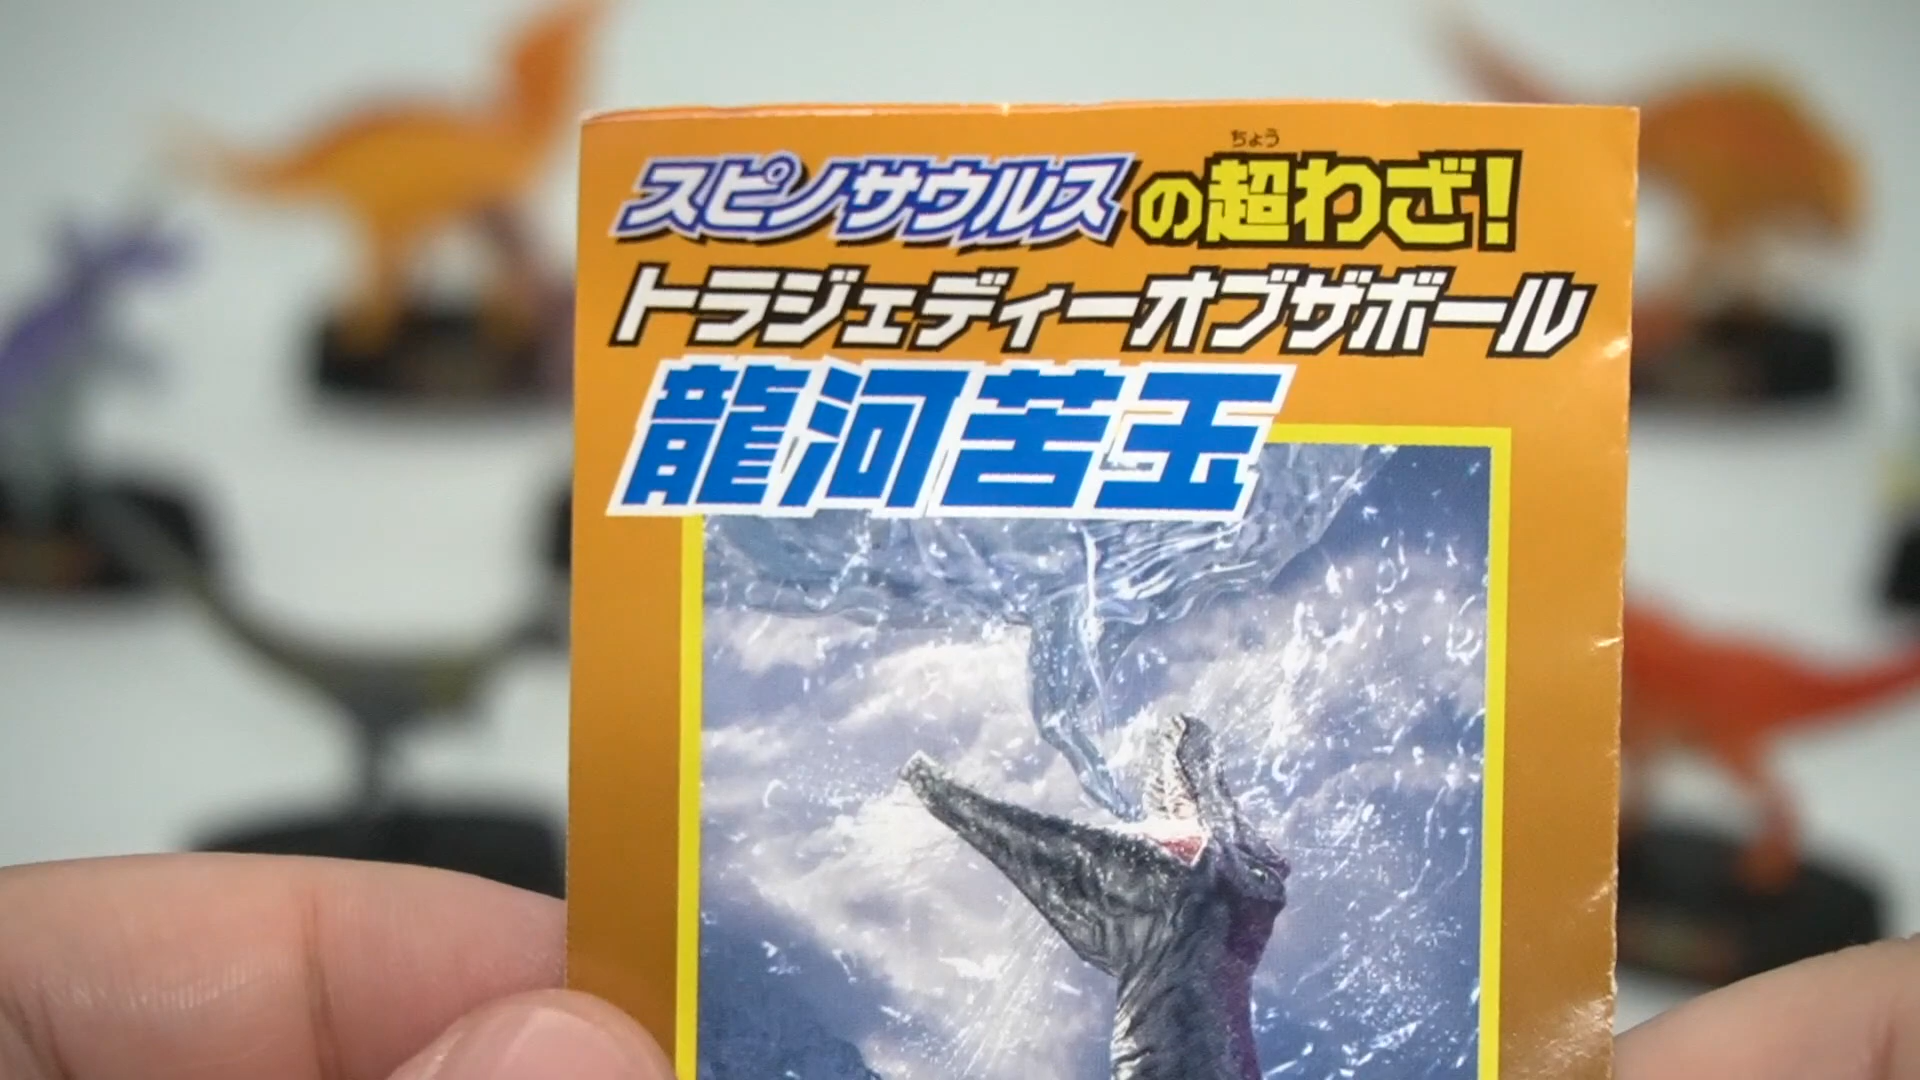 ちょう
スピノサウルスの超わざ!
トラジェディーオブザボール
龍河苦玉